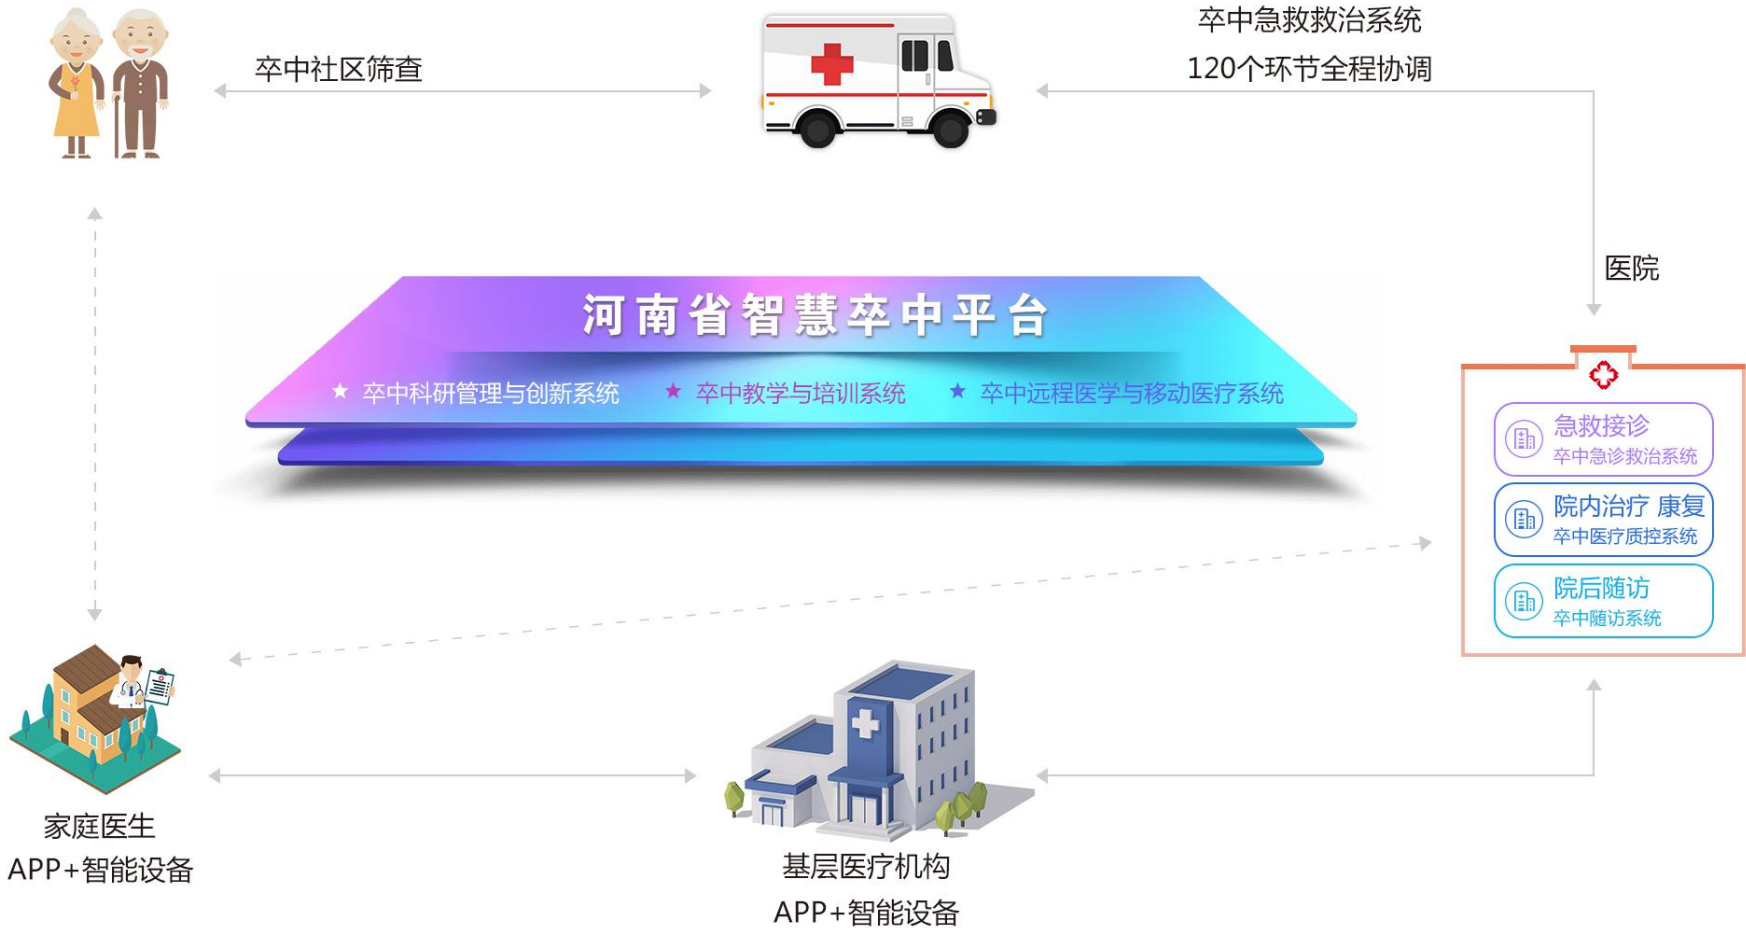 卒中社区筛查
卒中急救救治系统
120个环节全程协调
医院
河南省智慧卒中平台
★ 卒中科研管理与创新系统 ★ 卒中教学与培训系统 ★ 卒中远程医学与移动医疗系统
急救接诊
卒中急诊救治系统
院内治疗 康复
卒中医疗质控系统
院后随访
卒中随访系统
家庭医生
APP+智能设备
基层医疗机构
APP+智能设备